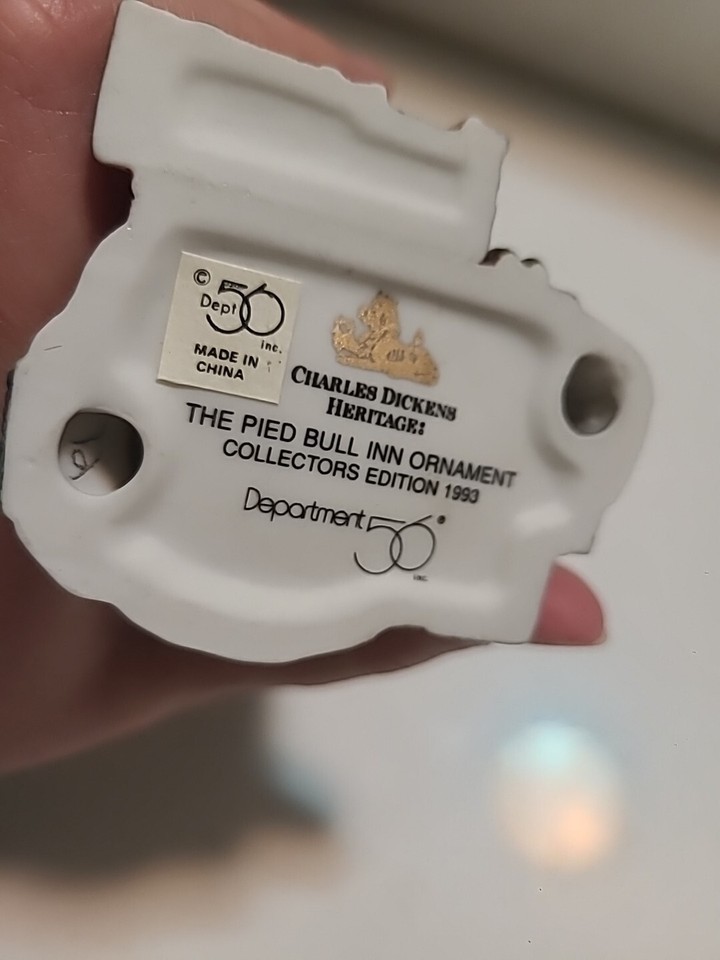 ©
Dept 56
inc.
MADE IN
CHINA
CHARLES DICKENS
HERITAGE:
THE PIED BULL INN ORNAMENT
COLLECTORS EDITION 1993
Department 56®
INC.